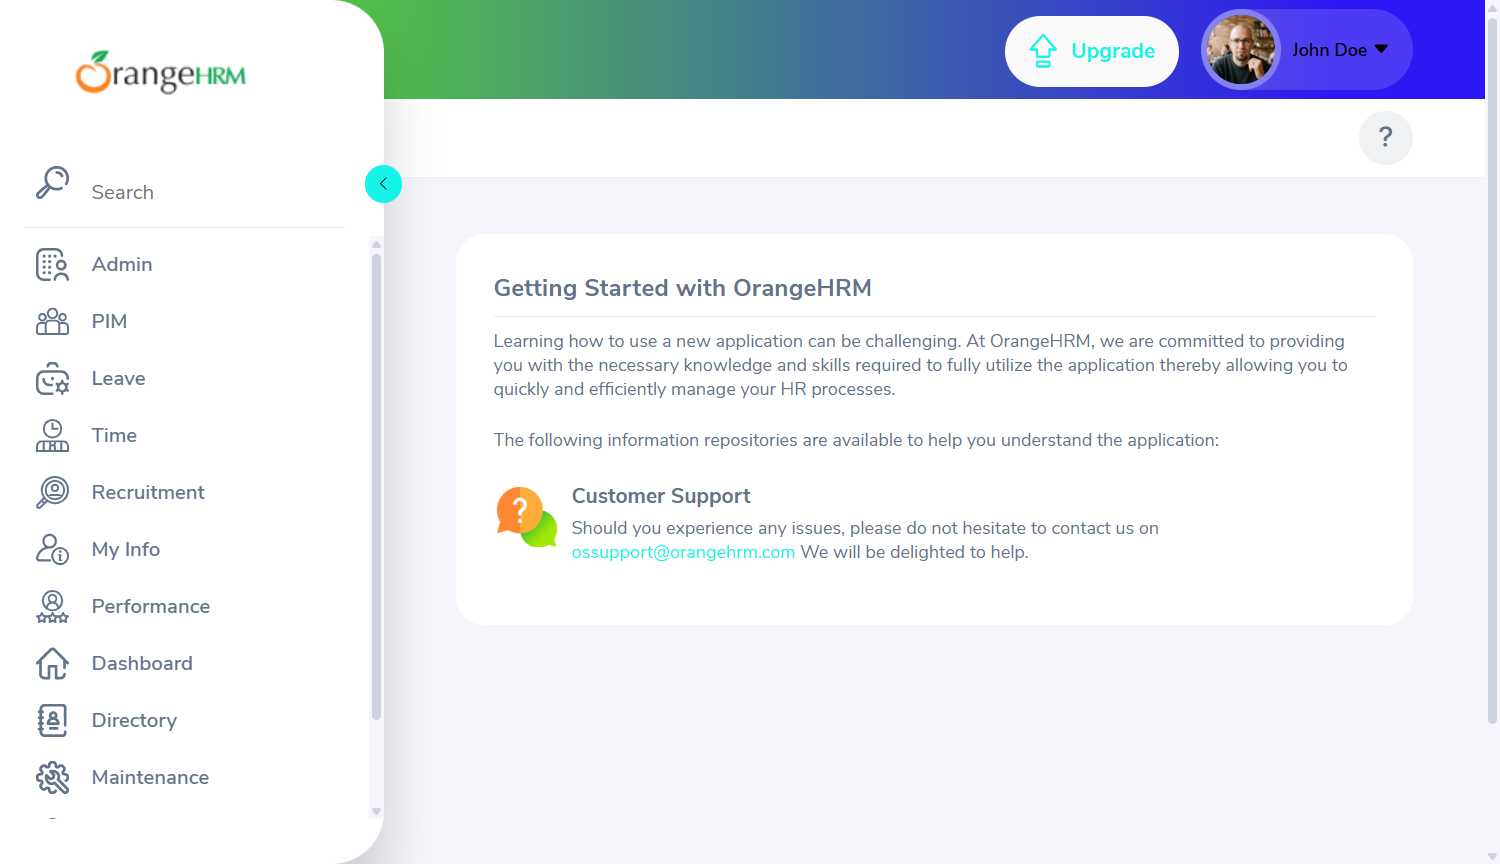 OrangeHRM
Upgrade
John Doe
?
Search
Admin
PIM
Leave
Time
Recruitment
My Info
Performance
Dashboard
Directory
Maintenance
Getting Started with OrangeHRM
Learning how to use a new application can be challenging. At OrangeHRM, we are committed to providing
you with the necessary knowledge and skills required to fully utilize the application thereby allowing you to
quickly and efficiently manage your HR processes.
The following information repositories are available to help you understand the application:
?
Customer Support
Should you experience any issues, please do not hesitate to contact us on
ossupport@orangehrm.com We will be delighted to help.